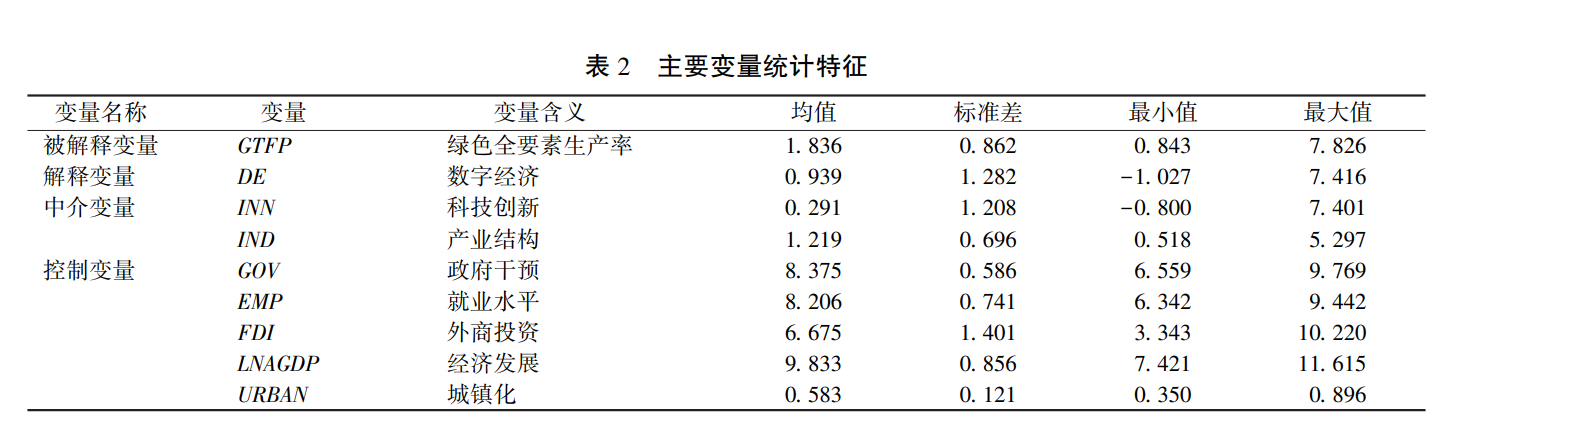 表 2 主要变量统计特征
变量名称 变量 变量含义 均值 标准差 最小值 最大值
被解释变量 GTFP 绿色全要素生产率 1. 836 0. 862 0. 843 7. 826
解释变量 DE 数字经济 0. 939 1. 282 -1. 027 7. 416
中介变量 INN 科技创新 0. 291 1. 208 -0. 800 7. 401
IND 产业结构 1. 219 0. 696 0. 518 5. 297
控制变量 GOV 政府干预 8. 375 0. 586 6. 559 9. 769
EMP 就业水平 8. 206 0. 741 6. 342 9. 442
FDI 外商投资 6. 675 1. 401 3. 343 10. 220
LNAGDP 经济发展 9. 833 0. 856 7. 421 11. 615
URBAN 城镇化 0. 583 0. 121 0. 350 0. 896